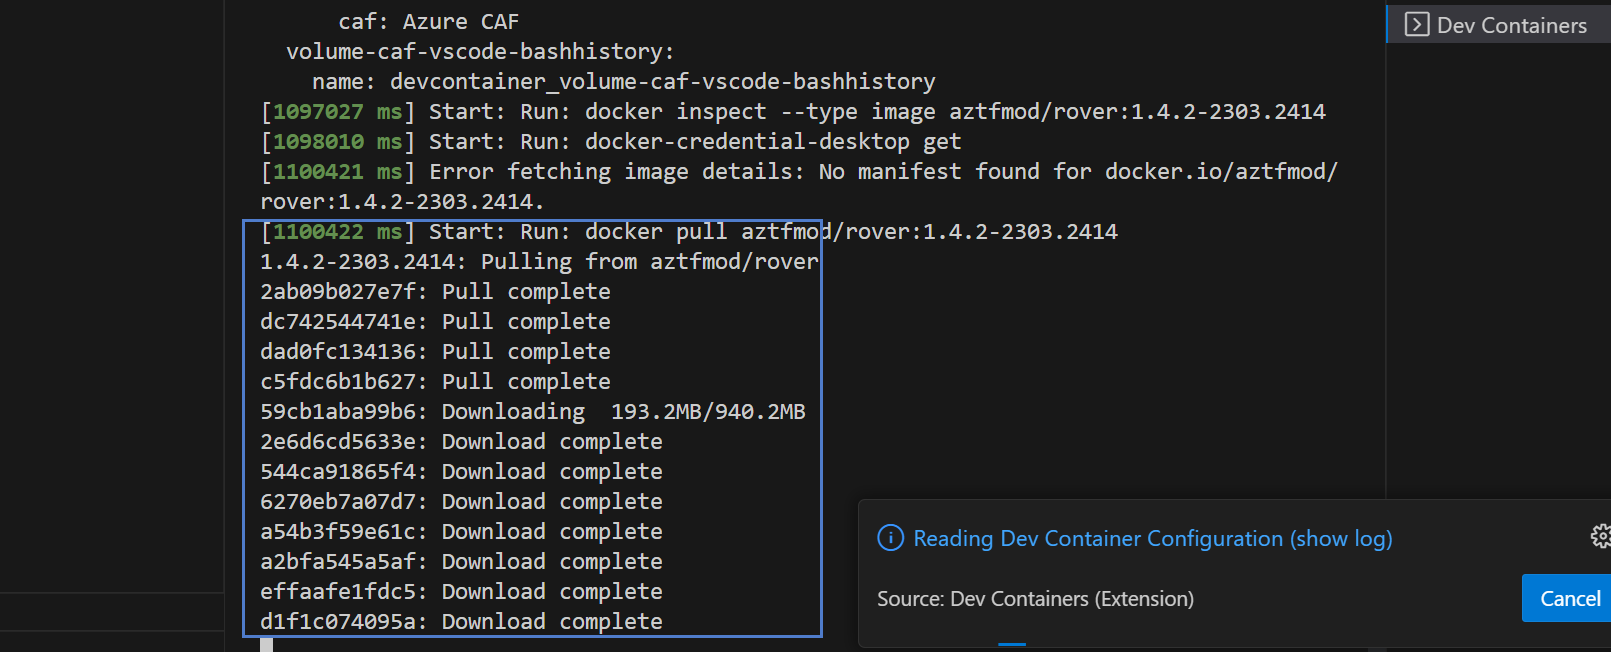 caf: Azure CAF
volume-caf-vscode-bashhistory:
name: devcontainer_volume-caf-vscode-bashhistory
[1097027 ms] Start: Run: docker inspect --type image aztfmod/rover:1.4.2-2303.2414
[1098010 ms] Start: Run: docker-credential-desktop get
[1100421 ms] Error fetching image details: No manifest found for docker.io/aztfmod/
rover:1.4.2-2303.2414.
[1100422 ms] Start: Run: docker pull aztfmod/rover:1.4.2-2303.2414
1.4.2-2303.2414: Pulling from aztfmod/rover
2ab09b027e7f: Pull complete
dc742544741e: Pull complete
dad0fc134136: Pull complete
c5fdc6b1b627: Pull complete
59cb1aba99b6: Downloading  193.2MB/940.2MB
2e6d6cd5633e: Download complete
544ca91865f4: Download complete
6270eb7a07d7: Download complete
a54b3f59e61c: Download complete
a2bfa545a5af: Download complete
effaafe1fdc5: Download complete
d1f1c074095a: Download complete
Dev Containers
Reading Dev Container Configuration (show log)
Source: Dev Containers (Extension)
Cancel